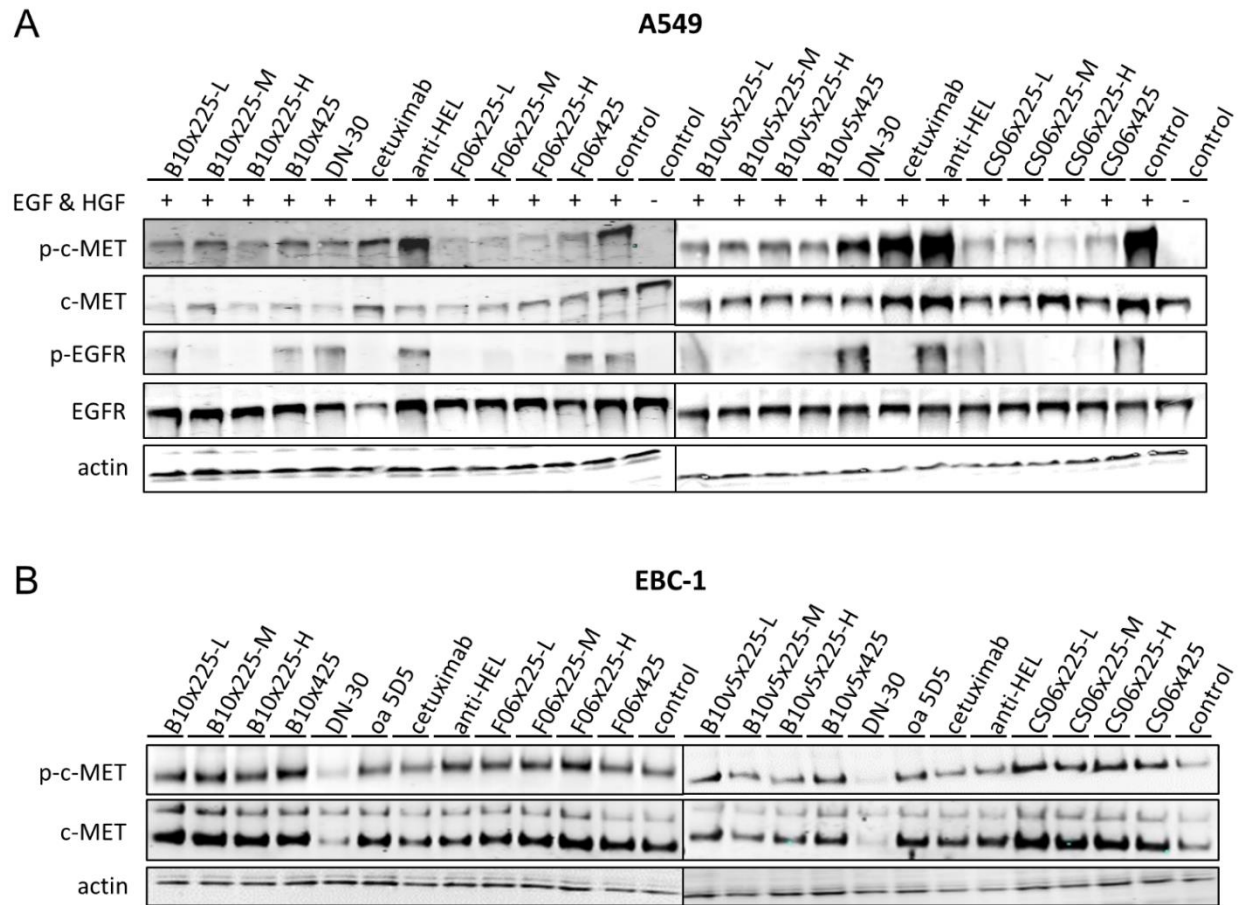 A
A549
B10x225-L B10x225-M B10x225-H B10x425 DN-30 cetuximab anti-HEL F06x225-L F06x225-M F06x225-H F06x425 control control B10v5x225-L B10v5x225-M B10v5x225-H B10v5x425 DN-30 cetuximab anti-HEL CS06x225-L CS06x225-M CS06x225-H CS06x425 control control
EGF & HGF + + + + + + + + + + + + - + + + + + + + + + + + + -
p-c-MET
c-MET
p-EGFR
EGFR
actin
B
EBC-1
B10x225-L B10x225-M B10x225-H B10x425 DN-30 oa 5D5 cetuximab anti-HEL F06x225-L F06x225-M F06x225-H F06x425 control B10v5x225-L B10v5x225-M B10v5x225-H B10v5x425 DN-30 oa 5D5 cetuximab anti-HEL CS06x225-L CS06x225-M CS06x225-H CS06x425 control
p-c-MET
c-MET
actin